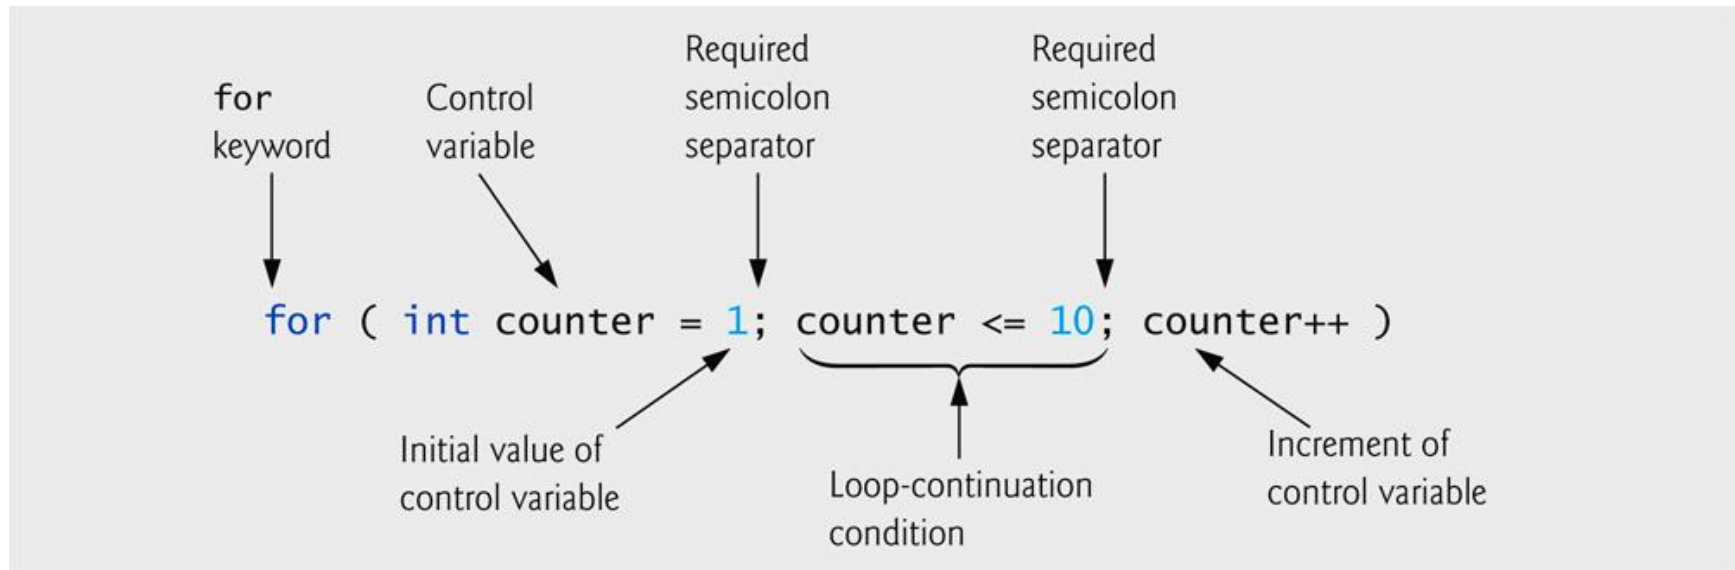 for
keyword
Control
variable
Required
semicolon
separator
Required
semicolon
separator
for ( int counter = 1; counter <= 10; counter++ )
Initial value of
control variable
Loop-continuation
condition
Increment of
control variable